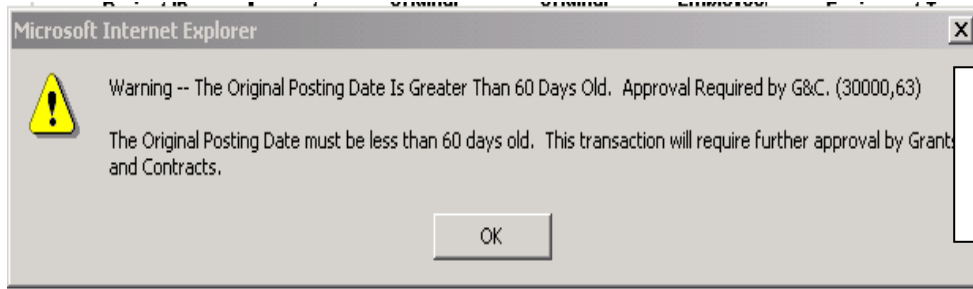 Microsoft Internet Explorer
Warning -- The Original Posting Date Is Greater Than 60 Days Old.  Approval Required by G&C. (30000,63)
The Original Posting Date must be less than 60 days old.  This transaction will require further approval by Grants
and Contracts.
OK